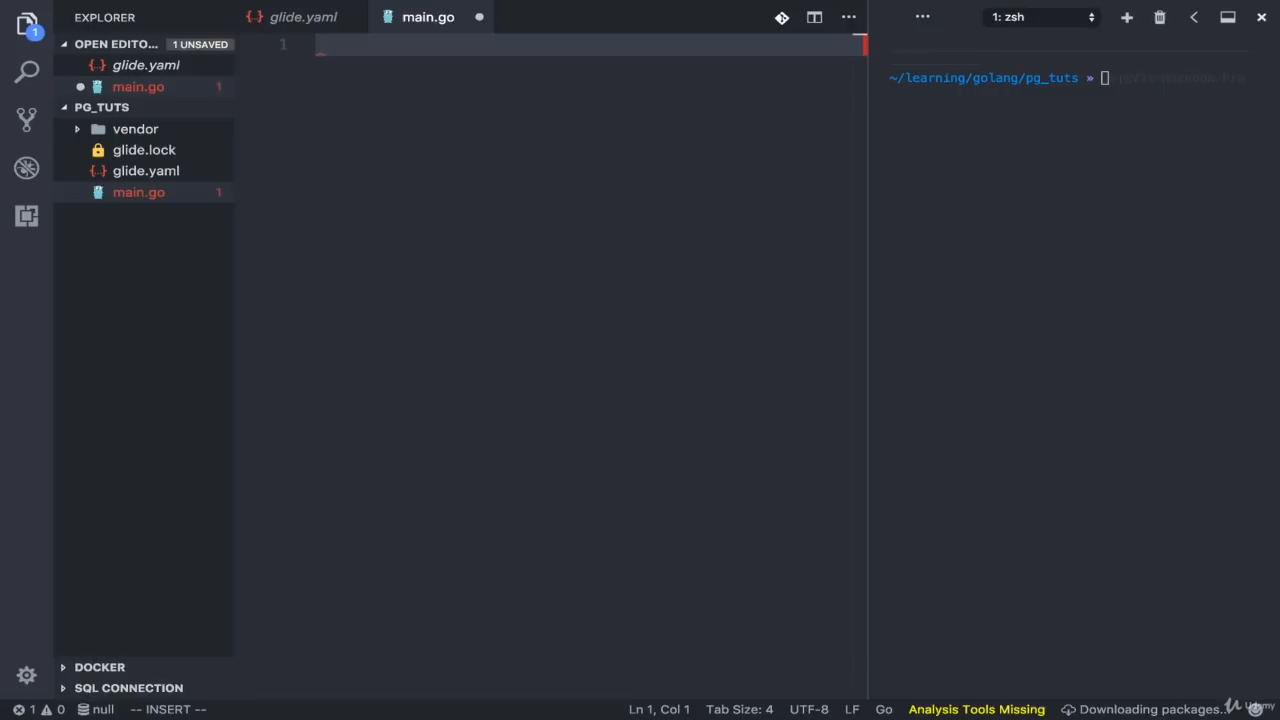 EXPLORER
glide.yaml
main.go
1: zsh
1
OPEN EDITO... 1 UNSAVED
glide.yaml
main.go 1
PG_TUTS
vendor
glide.lock
glide.yaml
main.go 1
1
~/learning/golang/pg_tuts »
DOCKER
SQL CONNECTION
1 0 null -- INSERT --
Ln 1, Col 1 Tab Size: 4 UTF-8 LF Go Analysis Tools Missing Downloading packages..
Udemy